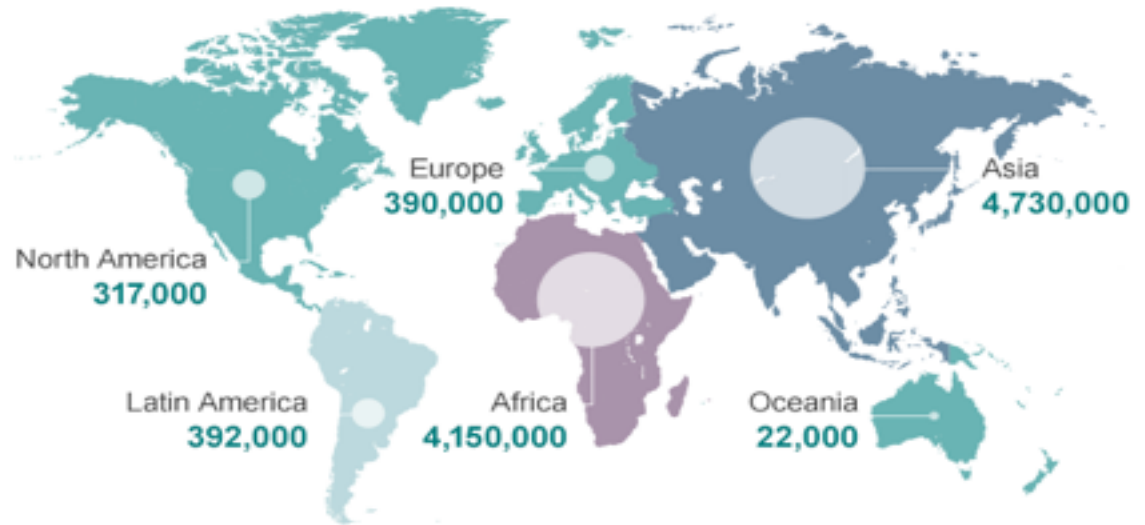 Europe
390,000
Asia
4,730,000
North America
317,000
Latin America
392,000
Africa
4,150,000
Oceania
22,000